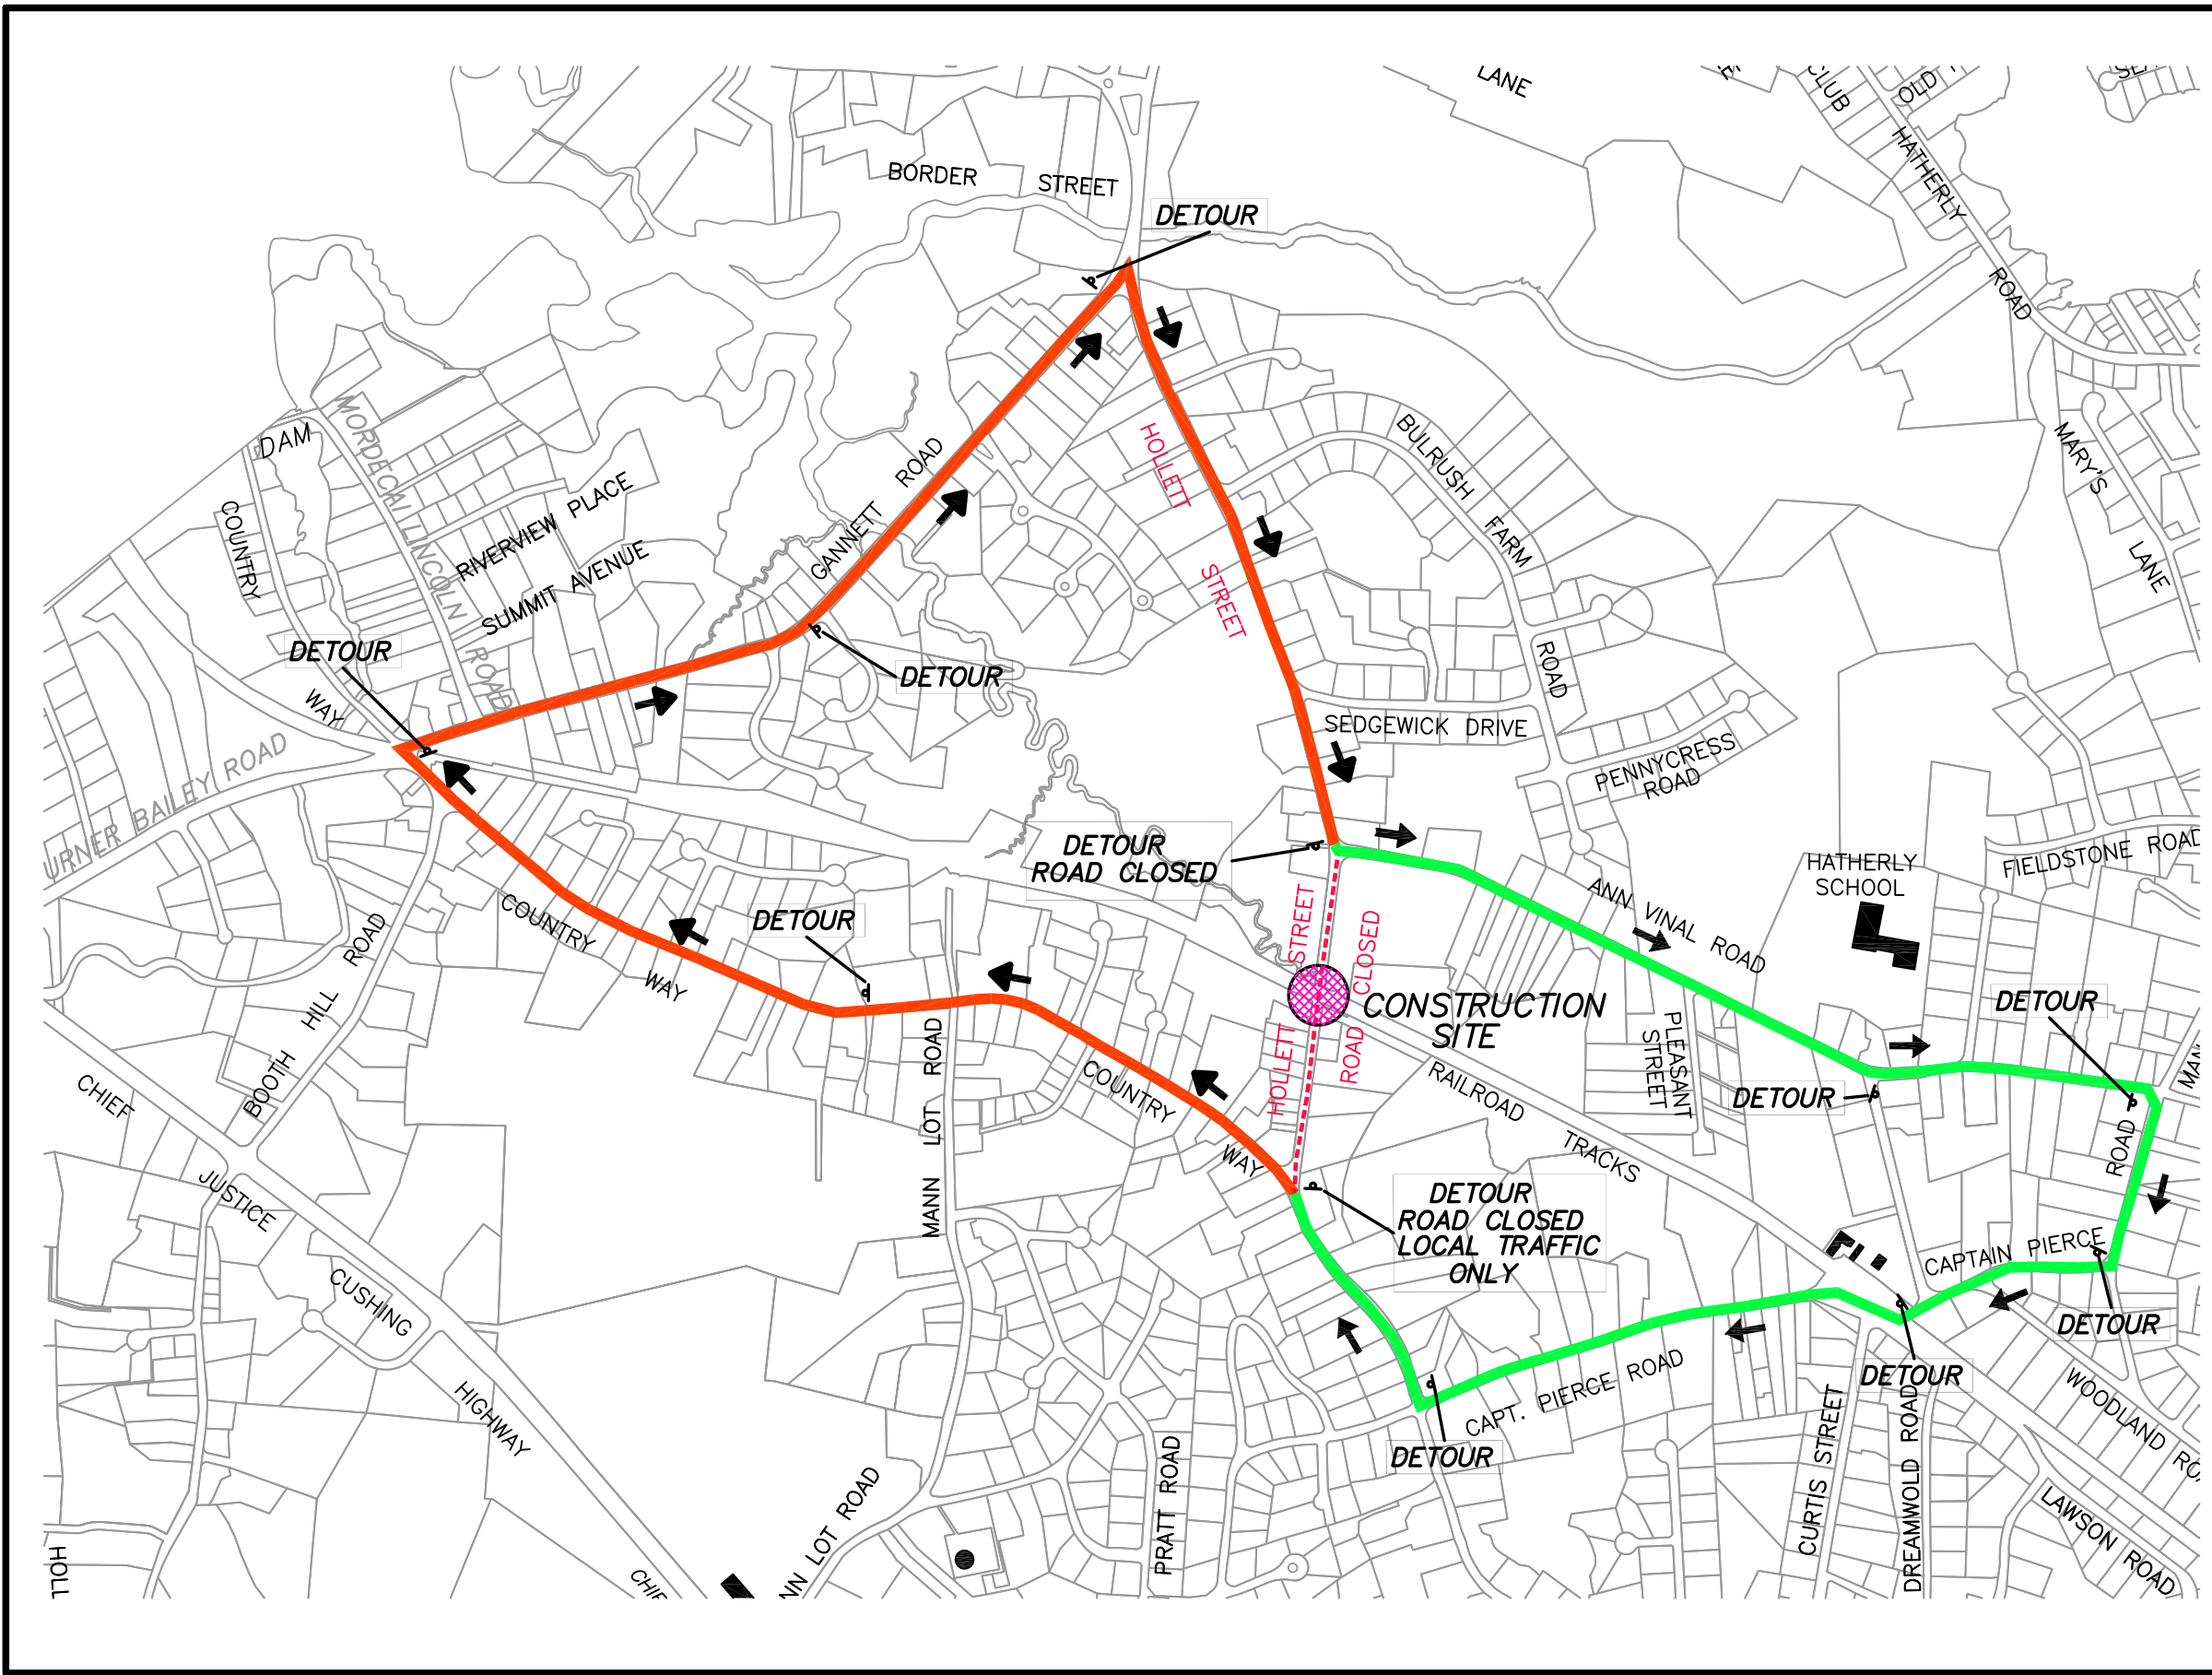 LANE
CLUB
OLD
HATHERLY
ROAD
BORDER STREET
DETOUR
DAM
MORDECAI LINCOLN ROAD
COUNTRY
WAY
RIVERVIEW PLACE
SUMMIT AVENUE
GANNETT ROAD
HOLLETT
STREET
BULRUSH
FARM
ROAD
MARY'S
LANE
DETOUR
DETOUR
SEDGEWICK DRIVE
PENNYCRESS
ROAD
URNER BAILEY ROAD
DETOUR
ROAD CLOSED
HATHERLY
SCHOOL
FIELDSTONE ROAD
ANN VINAL ROAD
COUNTRY
WAY
DETOUR
STREET
CLOSED
HOLLETT
ROAD
CONSTRUCTION
SITE
PLEASANT
STREET
DETOUR
DETOUR
BOOTH HILL ROAD
MANN LOT ROAD
COUNTRY
WAY
RAILROAD
TRACKS
ROAD
CHIEF
JUSTICE
CUSHING
HIGHWAY
DETOUR
ROAD CLOSED
LOCAL TRAFFIC
ONLY
CAPTAIN PIERCE
DETOUR
DETOUR
CAPT. PIERCE ROAD
DETOUR
WOODLAND
CURTIS STREET
DREAMWOLD ROAD
LAWSON ROAD
PRATT ROAD
NN LOT ROAD
HOLL